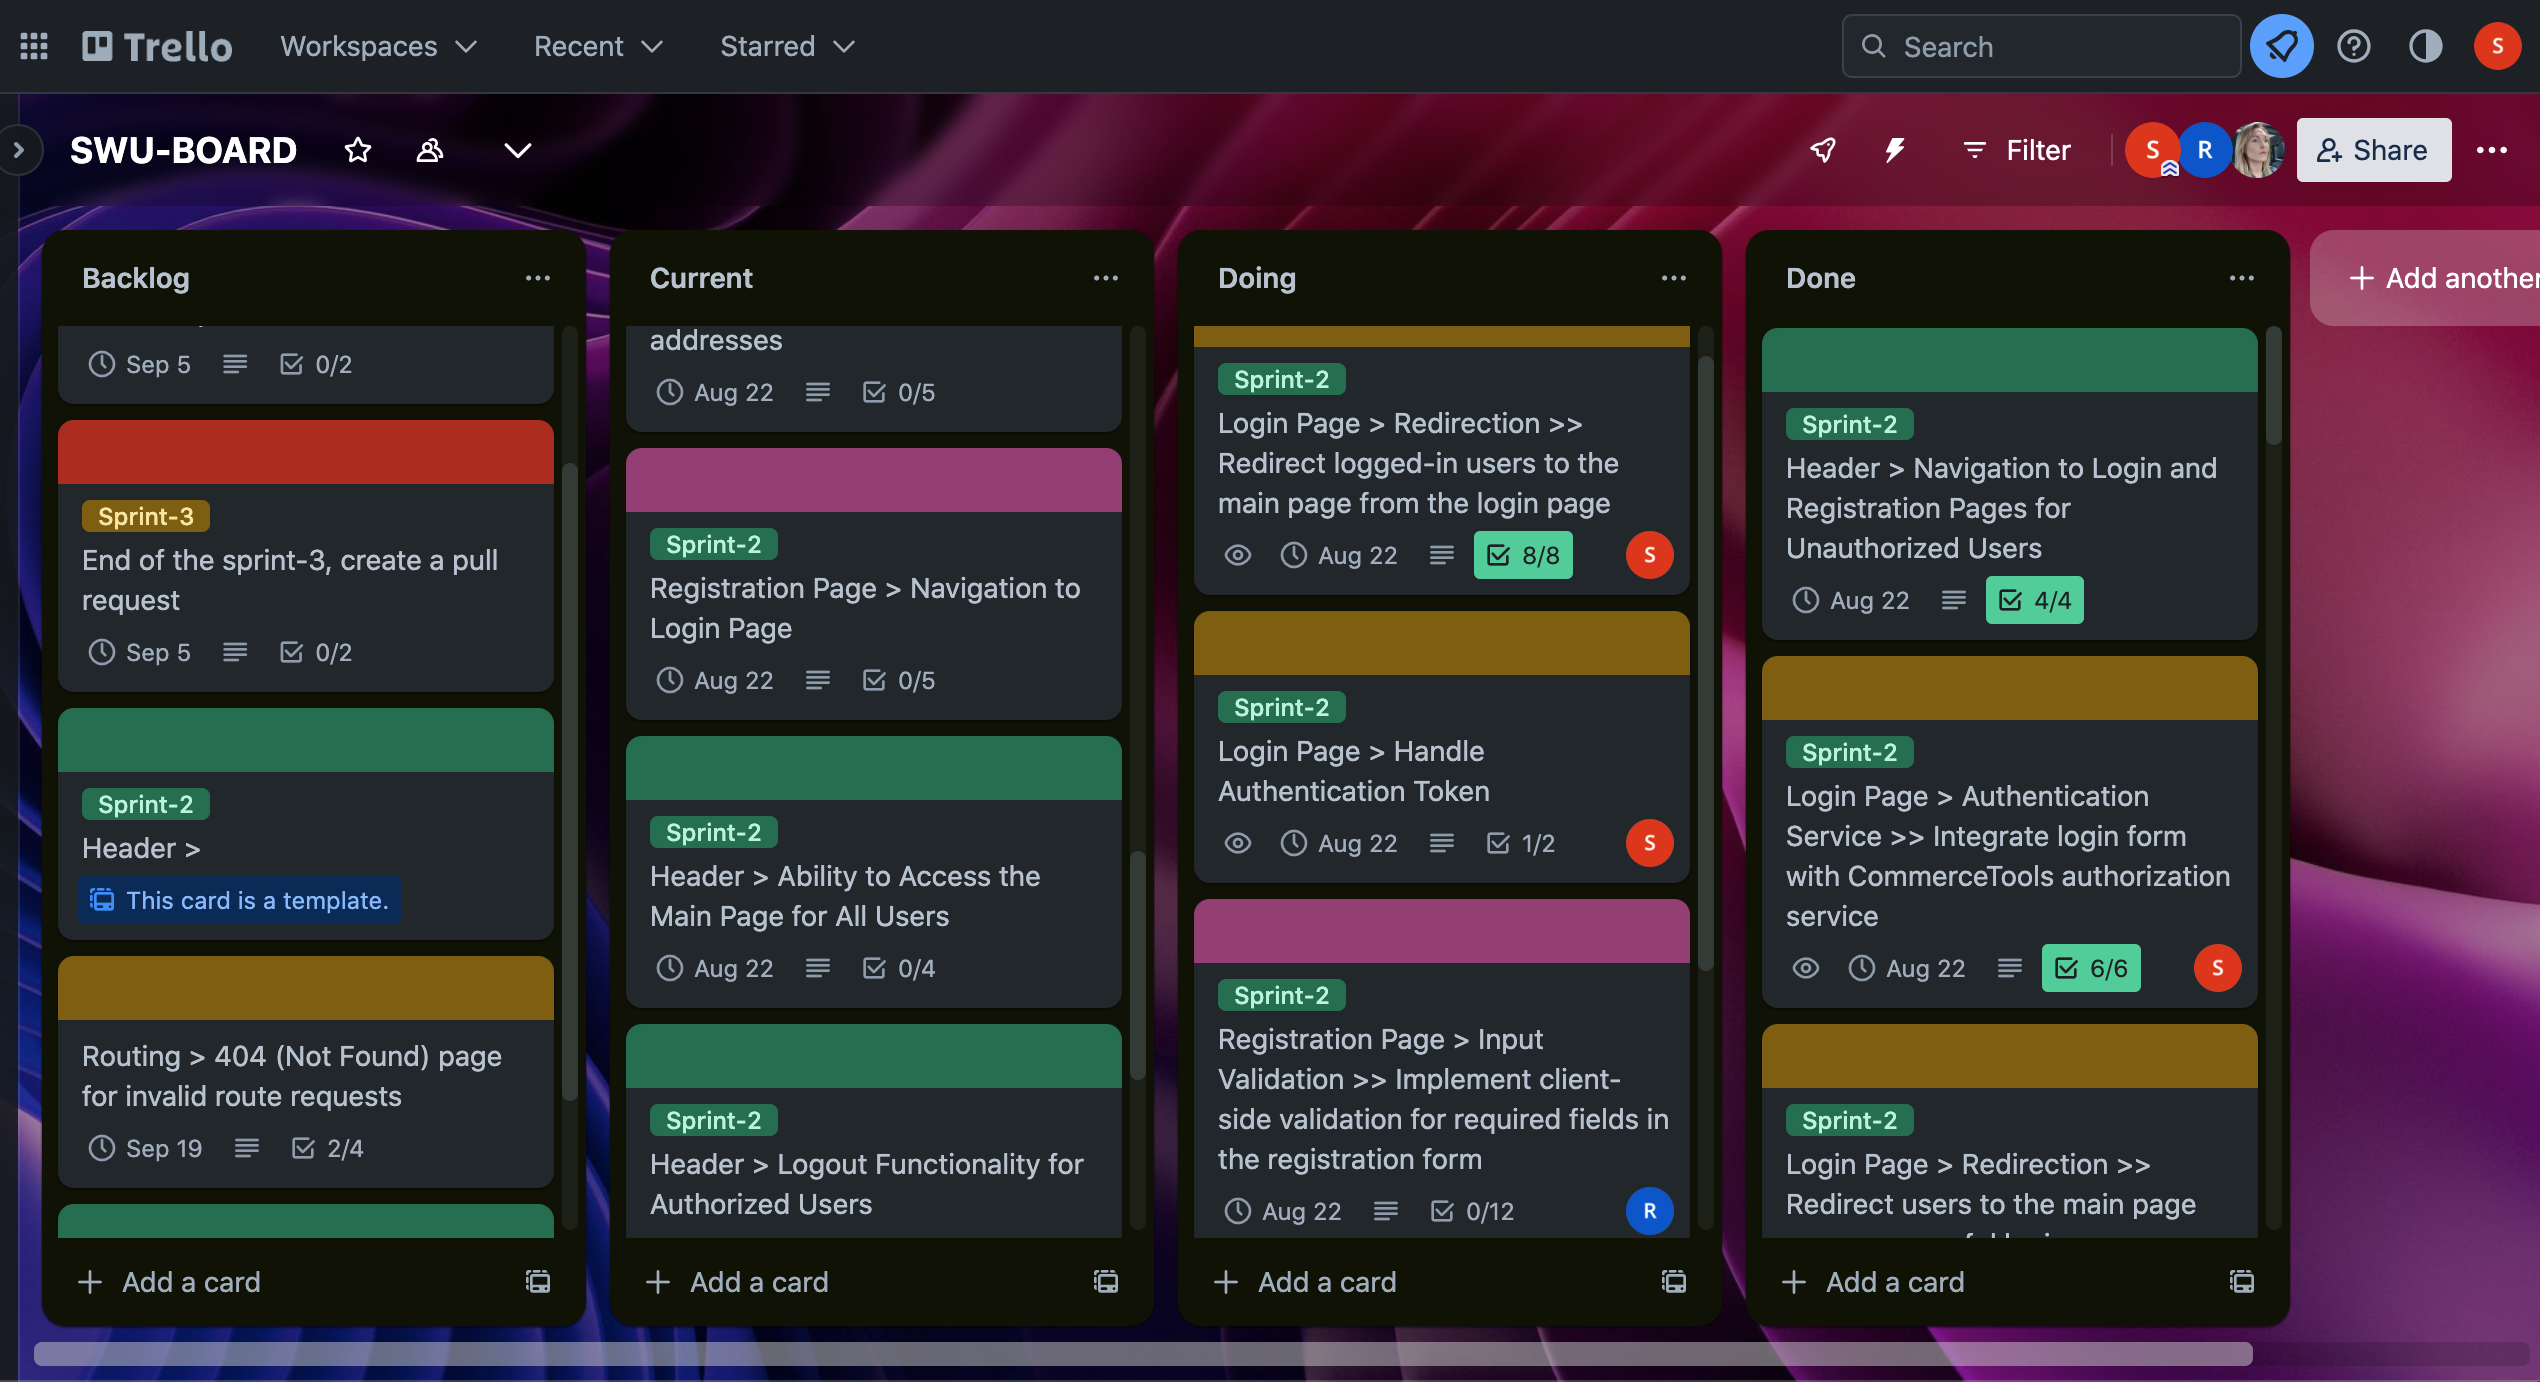 Trello
Workspaces
Recent
Starred
Search
S
SWU-BOARD
Filter
S
R
Share
Backlog
Sep 5
0/2
Sprint-3
End of the sprint-3, create a pull
request
Sep 5
0/2
Sprint-2
Header >
This card is a template.
Routing > 404 (Not Found) page
for invalid route requests
Sep 19
2/4
Add a card
Current
addresses
Aug 22
0/5
Sprint-2
Registration Page > Navigation to
Login Page
Aug 22
0/5
Sprint-2
Header > Ability to Access the
Main Page for All Users
Aug 22
0/4
Sprint-2
Header > Logout Functionality for
Authorized Users
Add a card
Doing
Sprint-2
Login Page > Redirection >>
Redirect logged-in users to the
main page from the login page
Aug 22
8/8
S
Sprint-2
Login Page > Handle
Authentication Token
Aug 22
1/2
S
Sprint-2
Registration Page > Input
Validation >> Implement client-
side validation for required fields in
the registration form
Aug 22
0/12
R
Add a card
Done
Sprint-2
Header > Navigation to Login and
Registration Pages for
Unauthorized Users
Aug 22
4/4
Sprint-2
Login Page > Authentication
Service >> Integrate login form
with CommerceTools authorization
service
Aug 22
6/6
S
Sprint-2
Login Page > Redirection >>
Redirect users to the main page
Add a card
Add another